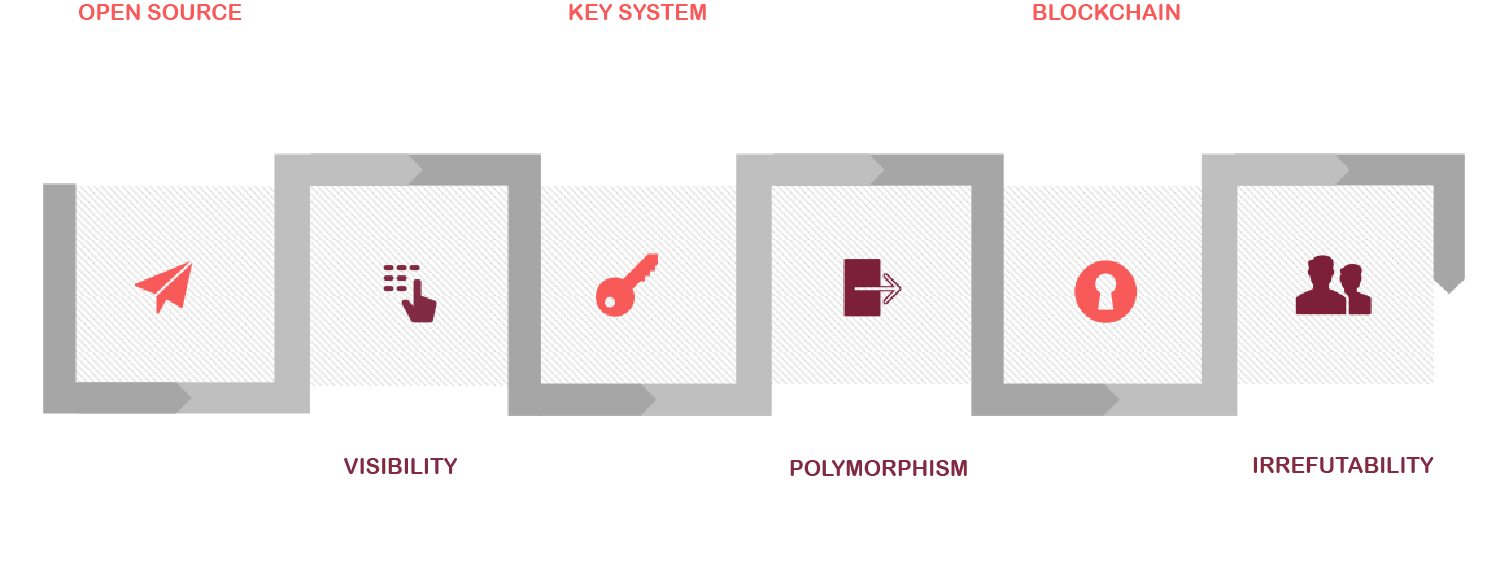 OPEN SOURCE
KEY SYSTEM
BLOCKCHAIN
VISIBILITY
POLYMORPHISM
IRREFUTABILITY